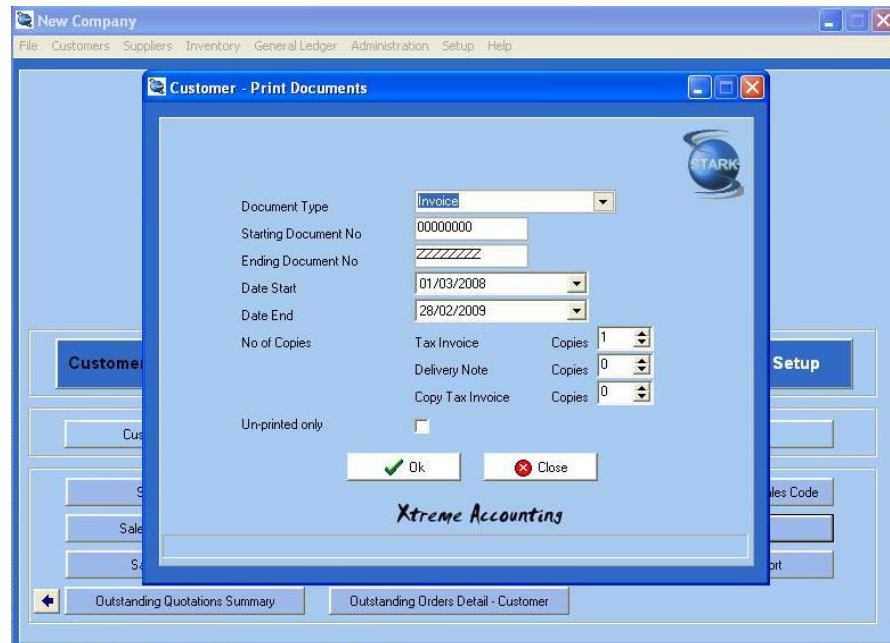 New Company
File Customers Suppliers Inventory General Ledger Administration Setup Help
Customer - Print Documents
STARK
Document Type Invoice
Starting Document No 00000000
Ending Document No ZZZZZZZZ
Date Start 01/03/2008
Date End 28/02/2009
No of Copies Tax Invoice Copies 1
Delivery Note Copies 0
Copy Tax Invoice Copies 0
Un-printed only
Ok Close
Xtreme Accounting
Setup
Outstanding Quotations Summary Outstanding Orders Detail - Customer